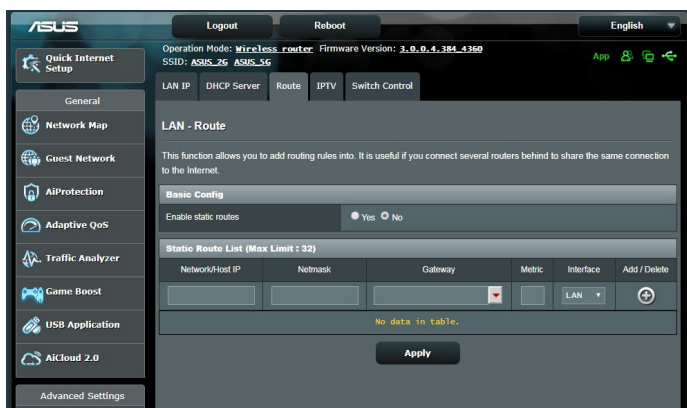 ASUS
Logout
Reboot
English
Quick Internet
Setup
Operation Mode: Wireless router Firmware Version: 3.0.0.4.384_4360
SSID: ASUS_2G ASUS_5G
App
General
Network Map
Guest Network
AiProtection
Adaptive QoS
Traffic Analyzer
Game Boost
USB Application
AiCloud 2.0
Advanced Settings
LAN IP
DHCP Server
Route
IPTV
Switch Control
LAN - Route
This function allows you to add routing rules into. It is useful if you connect several routers behind to share the same connection
to the Internet.
Basic Config
Enable static routes
Yes
No
Static Route List (Max Limit : 32)
Network/Host IP
Netmask
Gateway
Metric
Interface
Add / Delete
LAN
No data in table.
Apply